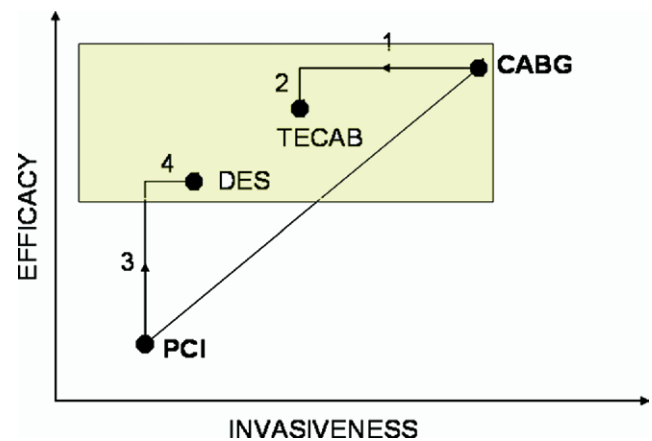 1
CABG
2
TECAB
4
DES
EFFICACY
3
PCI
INVASIVENESS